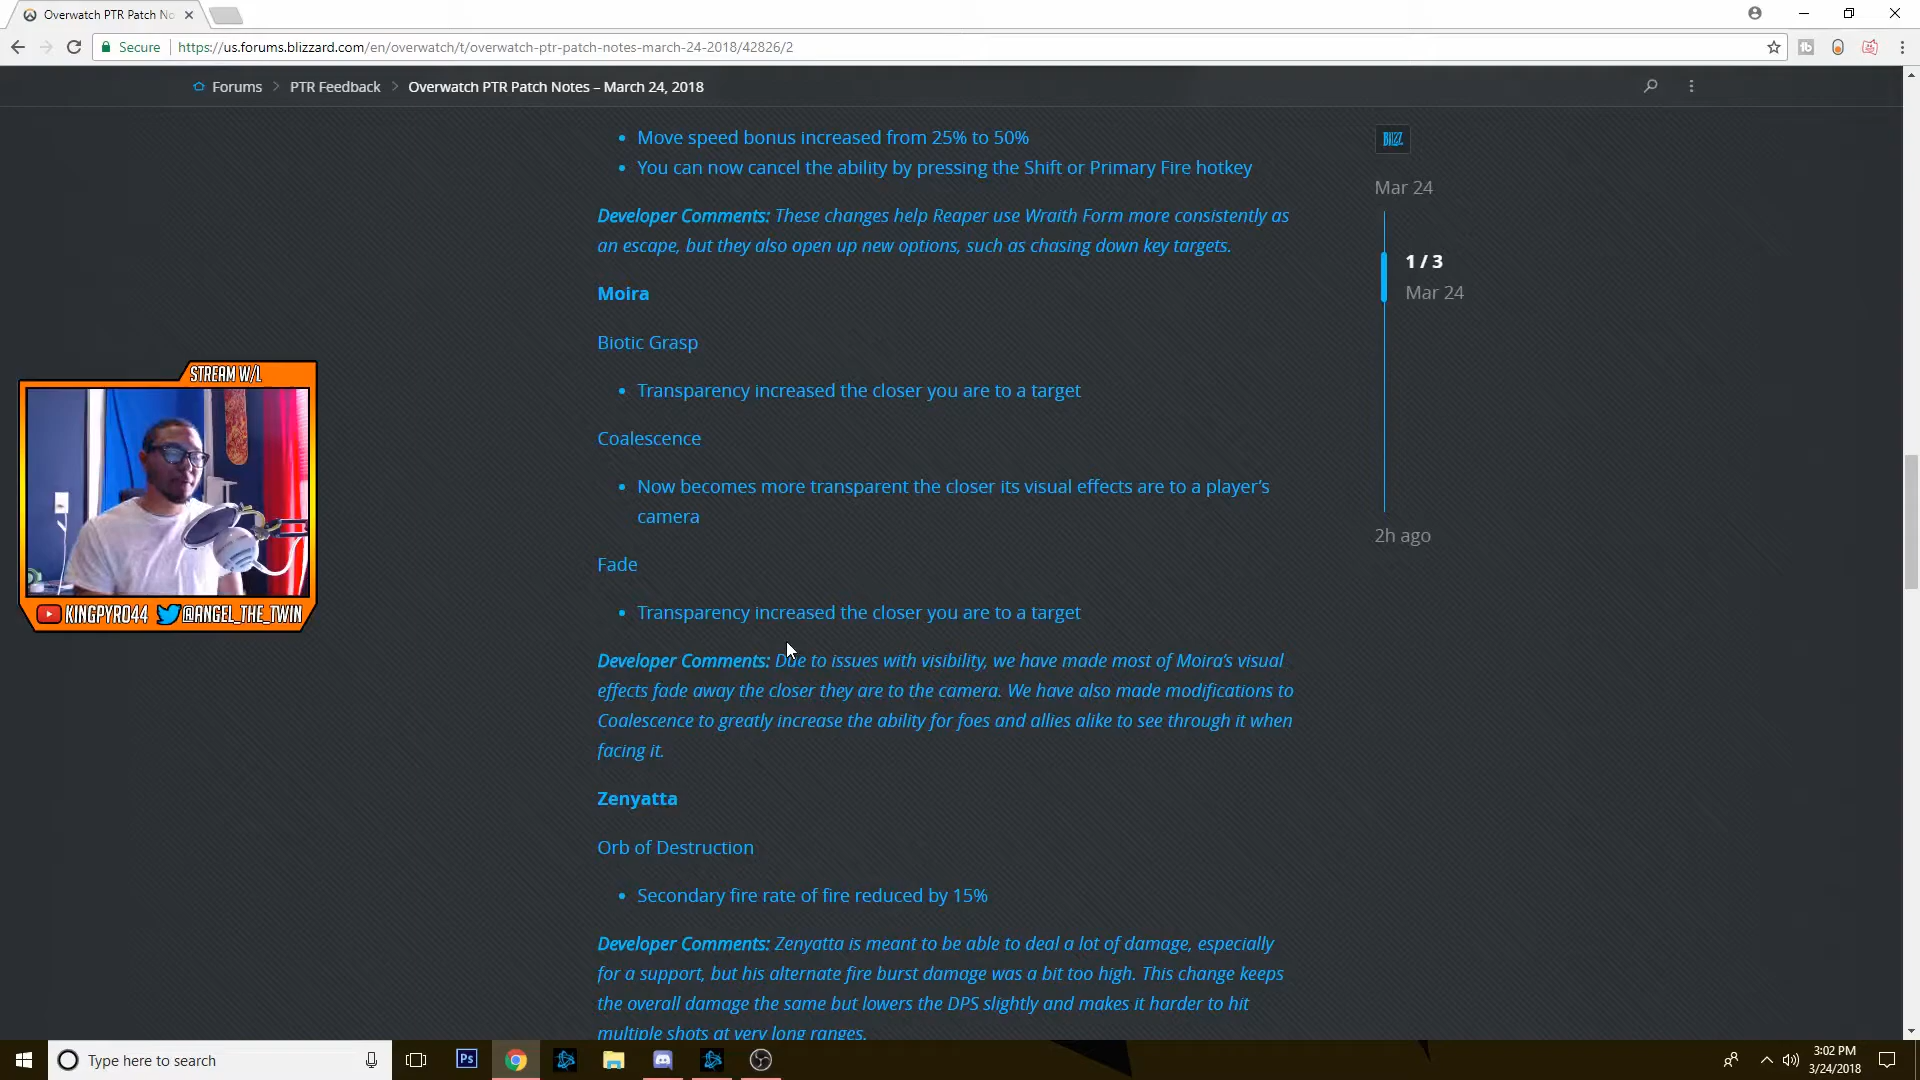 Overwatch PTR Patch No
Secure
https://us.forums.blizzard.com/en/overwatch/t/overwatch-ptr-patch-notes-march-24-2018/42826/2
Forums
PTR Feedback
Overwatch PTR Patch Notes – March 24, 2018
Move speed bonus increased from 25% to 50%
You can now cancel the ability by pressing the Shift or Primary Fire hotkey
Developer Comments: These changes help Reaper use Wraith Form more consistently as
an escape, but they also open up new options, such as chasing down key targets.
Moira
Biotic Grasp
Transparency increased the closer you are to a target
Coalescence
Now becomes more transparent the closer its visual effects are to a player's
camera
Fade
Transparency increased the closer you are to a target
Developer Comments: Due to issues with visibility, we have made most of Moira's visual
effects fade away the closer they are to the camera. We have also made modifications to
Coalescence to greatly increase the ability for foes and allies alike to see through it when
facing it.
Zenyatta
Orb of Destruction
Secondary fire rate of fire reduced by 15%
Developer Comments: Zenyatta is meant to be able to deal a lot of damage, especially
for a support, but his alternate fire burst damage was a bit too high. This change keeps
the overall damage the same but lowers the DPS slightly and makes it harder to hit
multiple shots at very long ranges.
BLIZZ
Mar 24
1 / 3
Mar 24
2h ago
STREAM W/L
KINGPYRO44
@ANGEL_THE_TWIN
Type here to search
Ps
3:02 PM
3/24/2018